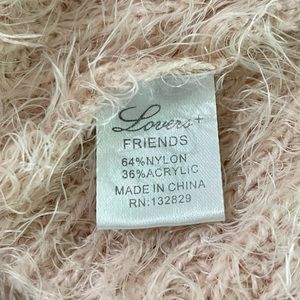 Lovers+
FRIENDS
64%NYLON
36%ACRYLIC
MADE IN CHINA
RN:132829